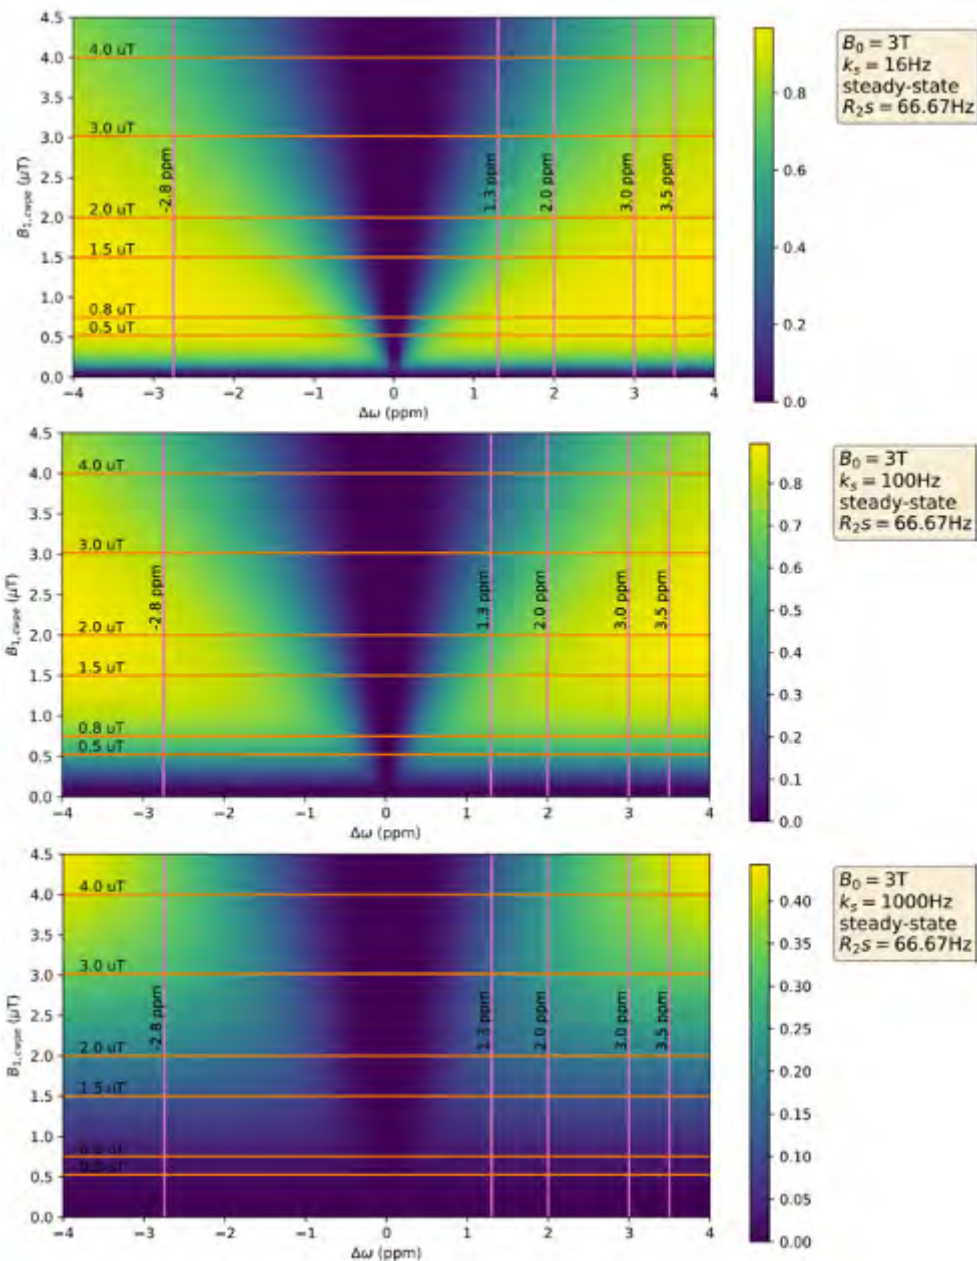 4.5
4.0 uT
4.0
3.5
3.0 uT
3.0
2.5
-2.8 ppm
1.3 ppm
2.0 ppm
3.0 ppm
3.5 ppm
B1,cwpe (μT)
2.0 uT
2.0
1.5 uT
1.5
1.0
0.8 uT
0.5 uT
0.5
0.0
−4 −3 −2 −1 0 1 2 3 4
Δω (ppm)
0.8
0.6
0.4
0.2
0.0
B0 = 3T
ks = 16Hz
steady-state
R2s = 66.67Hz
4.5
4.0 uT
4.0
3.5
3.0 uT
3.0
2.5
-2.8 ppm
1.3 ppm
2.0 ppm
3.0 ppm
3.5 ppm
B1,cwpe (μT)
2.0 uT
2.0
1.5 uT
1.5
1.0
0.8 uT
0.5 uT
0.5
0.0
−4 −3 −2 −1 0 1 2 3 4
Δω (ppm)
0.8
0.7
0.6
0.5
0.4
0.3
0.2
0.1
0.0
B0 = 3T
ks = 100Hz
steady-state
R2s = 66.67Hz
4.5
4.0 uT
4.0
3.5
3.0 uT
3.0
2.5
-2.8 ppm
1.3 ppm
2.0 ppm
3.0 ppm
3.5 ppm
B1,cwpe (μT)
2.0 uT
2.0
1.5 uT
1.5
1.0
0.5
0.0
−4 −3 −2 −1 0 1 2 3 4
Δω (ppm)
0.40
0.35
0.30
0.25
0.20
0.15
0.10
0.05
0.00
B0 = 3T
ks = 1000Hz
steady-state
R2s = 66.67Hz